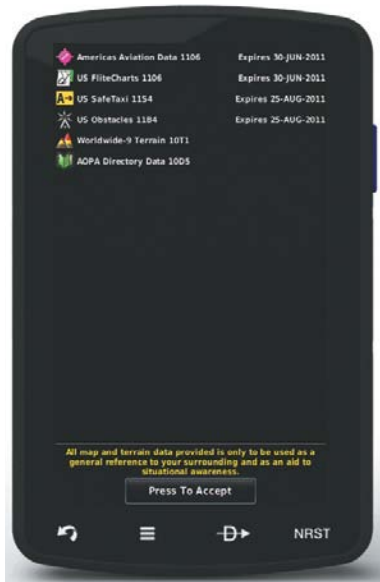 Americas Aviation Data 1106 Expires 30-JUN-2011
US FliteCharts 1106 Expires 30-JUN-2011
A US SafeTaxi 11S4 Expires 25-AUG-2011
US Obstacles 11B4 Expires 25-AUG-2011
Worldwide-9 Terrain 10T1
AOPA Directory Data 10D5
All map and terrain data provided is only to be used as a
general reference to your surrounding and as an aid to
situational awareness.
Press To Accept
D NRST